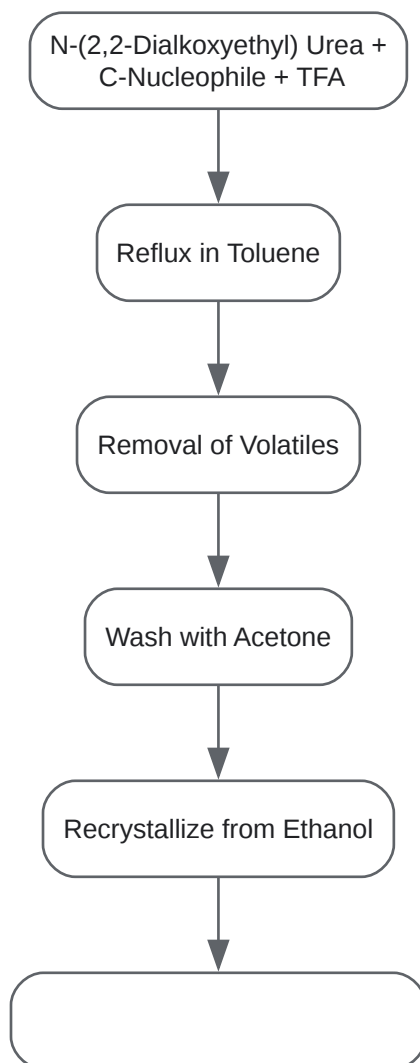 N-(2,2-Dialkoxyethyl) Urea +
C-Nucleophile + TFA
Reflux in Toluene
Removal of Volatiles
Wash with Acetone
Recrystallize from Ethanol